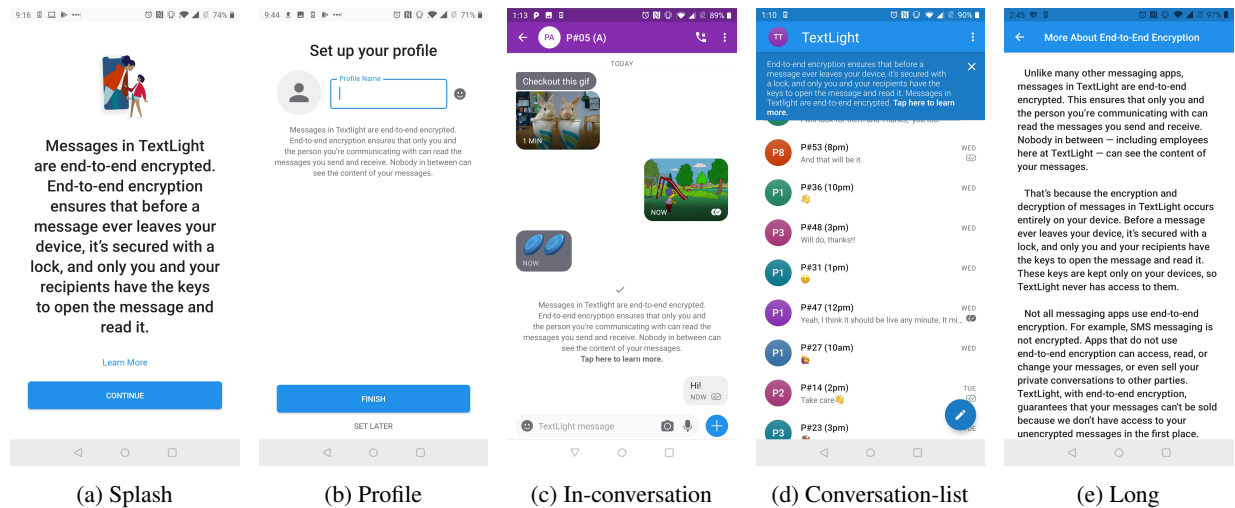 9:16 74%
Messages in TextLight
are end-to-end encrypted.
End-to-end encryption
ensures that before a
message ever leaves your
device, it's secured with a
lock, and only you and your
recipients have the keys
to open the message and
read it.
Learn More
CONTINUE
(a) Splash
9:44 71%
Set up your profile
Profile Name
Messages in Textlight are end-to-end encrypted.
End-to-end encryption ensures that only you and
the person you're communicating with can read the
messages you send and receive. Nobody in between can
see the content of your messages.
FINISH
SET LATER
(b) Profile
1:13 89%
PA P#05 (A)
TODAY
Checkout this gif
1 MIN
NOW
NOW
Messages in Textlight are end-to-end encrypted.
End-to-end encryption ensures that only you and
the person you're communicating with can read the
messages you send and receive. Nobody in between can
see the content of your messages.
Tap here to learn more.
Hi!
NOW
TextLight message
(c) In-conversation
1:10 90%
TT TextLight
End-to-end encryption ensures that before a
message ever leaves your device, it's secured with
a lock, and only you and your recipients have the
keys to open the message and read it. Messages in
Textlight are end-to-end encrypted. Tap here to learn
more.
P8 P#53 (8pm) WED
And that will be it
P1 P#36 (10pm) WED
👋
P3 P#48 (3pm) WED
Will do, thanks!!
P1 P#31 (1pm) WED
P1 P#47 (12pm) WED
Yeah, I think it should be live any minute. It mi...
P1 P#27 (10am) WED
P2 P#14 (2pm) TUE
Take care👋
P3 P#23 (3pm)
(d) Conversation-list
2:45 97%
More About End-to-End Encryption
Unlike many other messaging apps,
messages in TextLight are end-to-end
encrypted. This ensures that only you and
the person you're communicating with can
read the messages you send and receive.
Nobody in between — including employees
here at TextLight — can see the content of
your messages.
That's because the encryption and
decryption of messages in TextLight occurs
entirely on your device. Before a message
ever leaves your device, it's secured with a
lock, and only you and your recipients have
the keys to open the message and read it.
These keys are kept only on your devices, so
TextLight never has access to them.
Not all messaging apps use end-to-end
encryption. For example, SMS messaging is
not encrypted. Apps that do not use
end-to-end encryption can access, read, or
change your messages, or even sell your
private conversations to other parties.
TextLight, with end-to-end encryption,
guarantees that your messages can't be sold
because we don't have access to your
unencrypted messages in the first place.
(e) Long